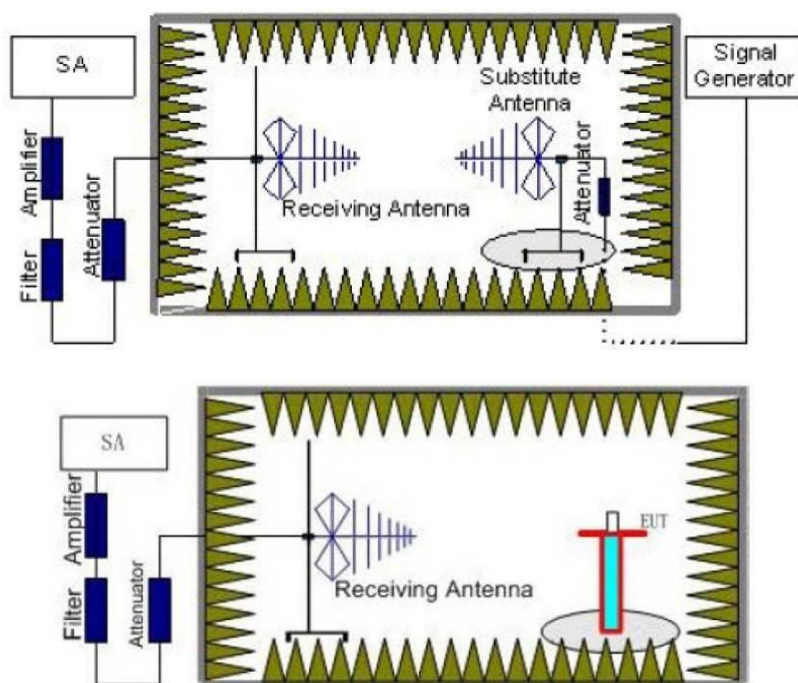 SA
Signal
Generator
Substitute
Antenna
Amplifier
Attenuator
Attenuator
Receiving Antenna
Filter
SA
Amplifier
EUT
Filter
Attenuator
Receiving Antenna